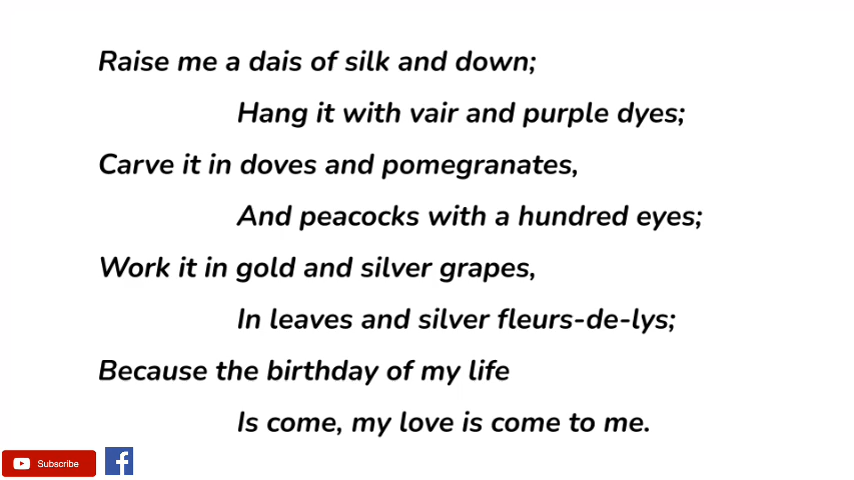 Raise me a dais of silk and down;
Hang it with vair and purple dyes;
Carve it in doves and pomegranates,
And peacocks with a hundred eyes;
Work it in gold and silver grapes,
In leaves and silver fleurs-de-lys;
Because the birthday of my life
Is come, my love is come to me.
Subscribe